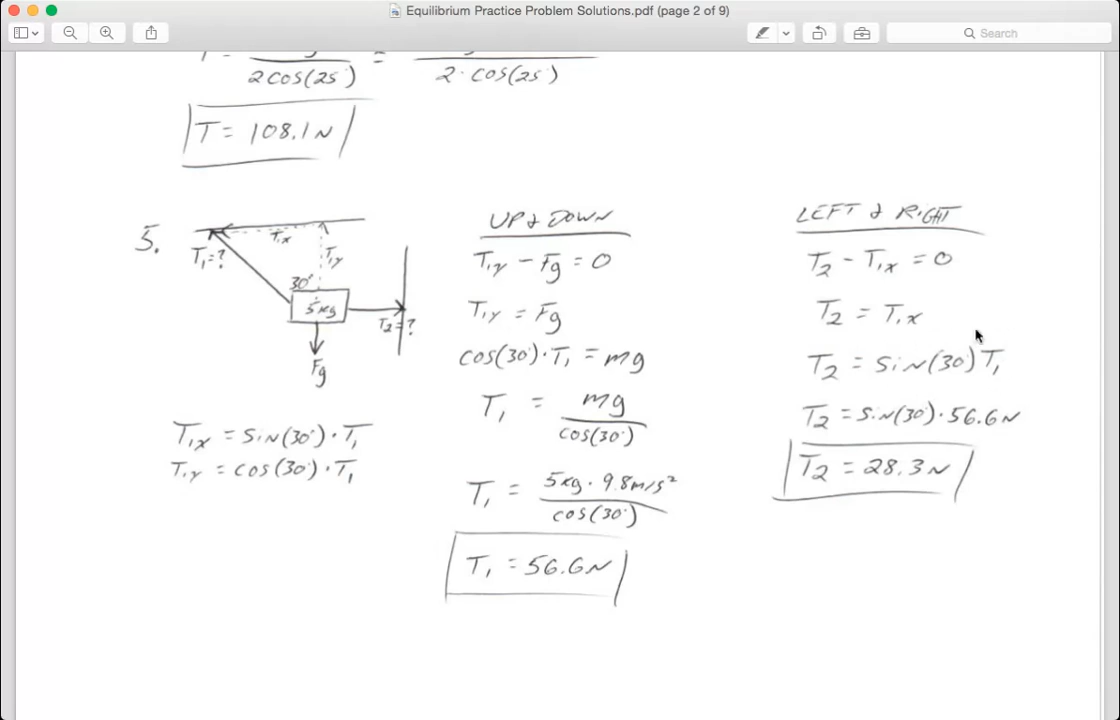 Equilibrium Practice Problem Solutions.pdf (page 2 of 9)
Search
2cos(25°) = 2·cos(25°)
T = 108.1N
5.
T1x
T1=?
T1y
30°
5kg
T2=?
Fg
T1x = sin(30°)·T1
T1y = cos(30°)·T1
UP & DOWN
T1y - Fg = 0
T1y = Fg
cos(30°)·T1 = mg
T1 = mg
cos(30°)
T1 = 5kg · 9.8m/s²
cos(30°)
T1 = 56.6N
LEFT & RIGHT
T2 - T1x = 0
T2 = T1x
T2 = sin(30°)T1
T2 = sin(30°)·56.6N
T2 = 28.3N